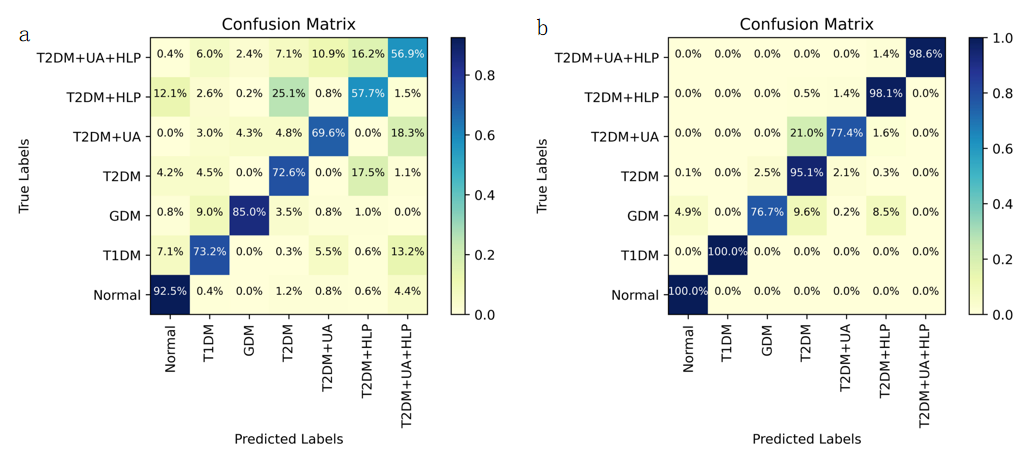 a
Confusion Matrix
True Labels
T2DM+UA+HLP 0.4% 6.0% 2.4% 7.1% 10.9% 16.2% 56.9%
T2DM+HLP 12.1% 2.6% 0.2% 25.1% 0.8% 57.7% 1.5%
T2DM+UA 0.0% 3.0% 4.3% 4.8% 69.6% 0.0% 18.3%
T2DM 4.2% 4.5% 0.0% 72.6% 0.0% 17.5% 1.1%
GDM 0.8% 9.0% 85.0% 3.5% 0.8% 1.0% 0.0%
T1DM 7.1% 73.2% 0.0% 0.3% 5.5% 0.6% 13.2%
Normal 92.5% 0.4% 0.0% 1.2% 0.8% 0.6% 4.4%
Normal T1DM GDM T2DM T2DM+UA T2DM+HLP T2DM+UA+HLP
Predicted Labels
0.8
0.6
0.4
0.2
0.0
b
Confusion Matrix
True Labels
T2DM+UA+HLP 0.0% 0.0% 0.0% 0.0% 0.0% 1.4% 98.6%
T2DM+HLP 0.0% 0.0% 0.0% 0.5% 1.4% 98.1% 0.0%
T2DM+UA 0.0% 0.0% 0.0% 21.0% 77.4% 1.6% 0.0%
T2DM 0.1% 0.0% 2.5% 95.1% 2.1% 0.3% 0.0%
GDM 4.9% 0.0% 76.7% 9.6% 0.2% 8.5% 0.0%
T1DM 0.0% 100.0% 0.0% 0.0% 0.0% 0.0% 0.0%
Normal 100.0% 0.0% 0.0% 0.0% 0.0% 0.0% 0.0%
Normal T1DM GDM T2DM T2DM+UA T2DM+HLP T2DM+UA+HLP
Predicted Labels
1.0
0.8
0.6
0.4
0.2
0.0